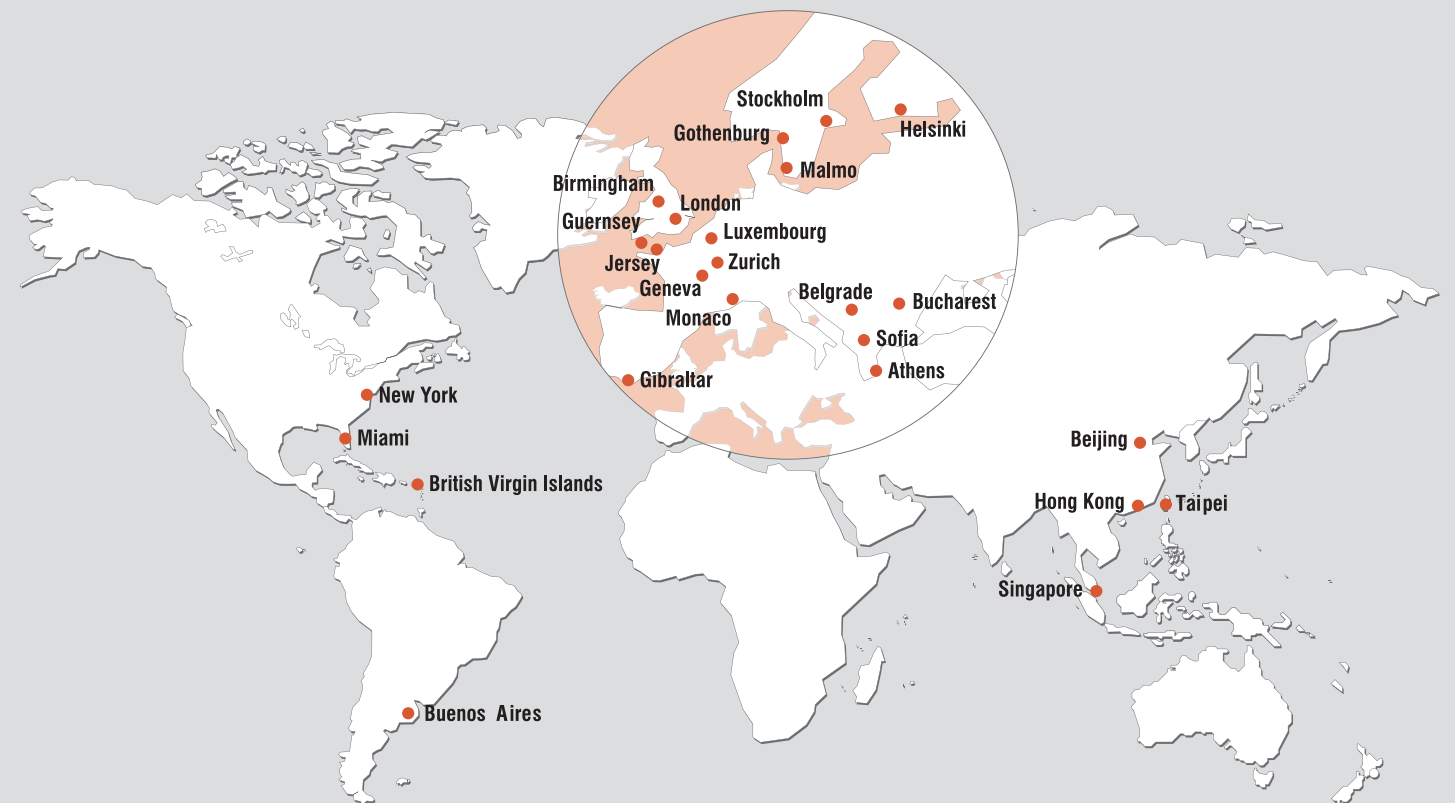 Stockholm
Helsinki
Gothenburg
Malmo
Birmingham
London
Guernsey
Luxembourg
Jersey
Zurich
Geneva
Belgrade
Bucharest
Monaco
Sofia
Athens
Gibraltar
New York
Miami
Beijing
British Virgin Islands
Hong Kong
Taipei
Singapore
Buenos Aires